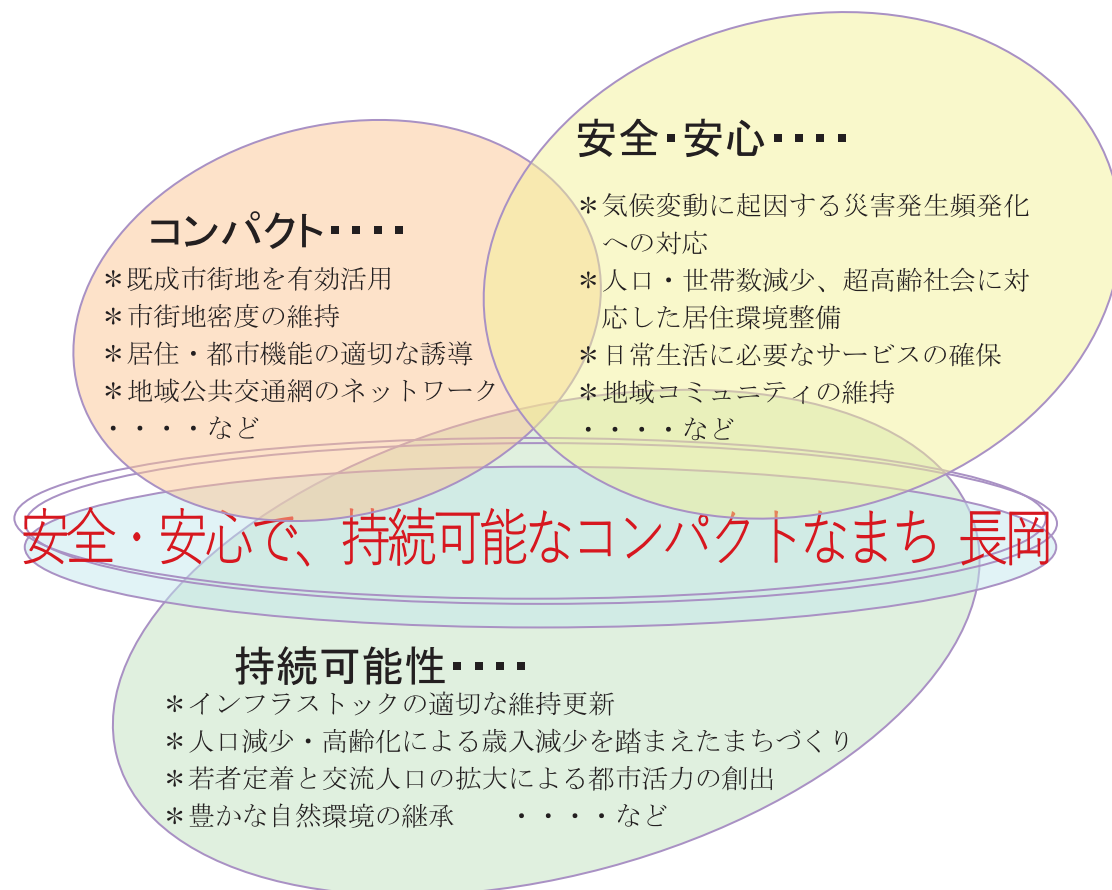 安全・安心・・・・
＊気候変動に起因する災害発生頻発化
への対応
＊人口・世帯数減少、超高齢社会に対
応した居住環境整備
＊日常生活に必要なサービスの確保
＊地域コミュニティの維持
・・・・など
コンパクト・・・・
＊既成市街地を有効活用
＊市街地密度の維持
＊居住・都市機能の適切な誘導
＊地域公共交通網のネットワーク
・・・・など
安全・安心で、持続可能なコンパクトなまち 長岡
持続可能性・・・・
＊インフラストックの適切な維持更新
＊人口減少・高齢化による歳入減少を踏まえたまちづくり
＊若者定着と交流人口の拡大による都市活力の創出
＊豊かな自然環境の継承　　・・・・など